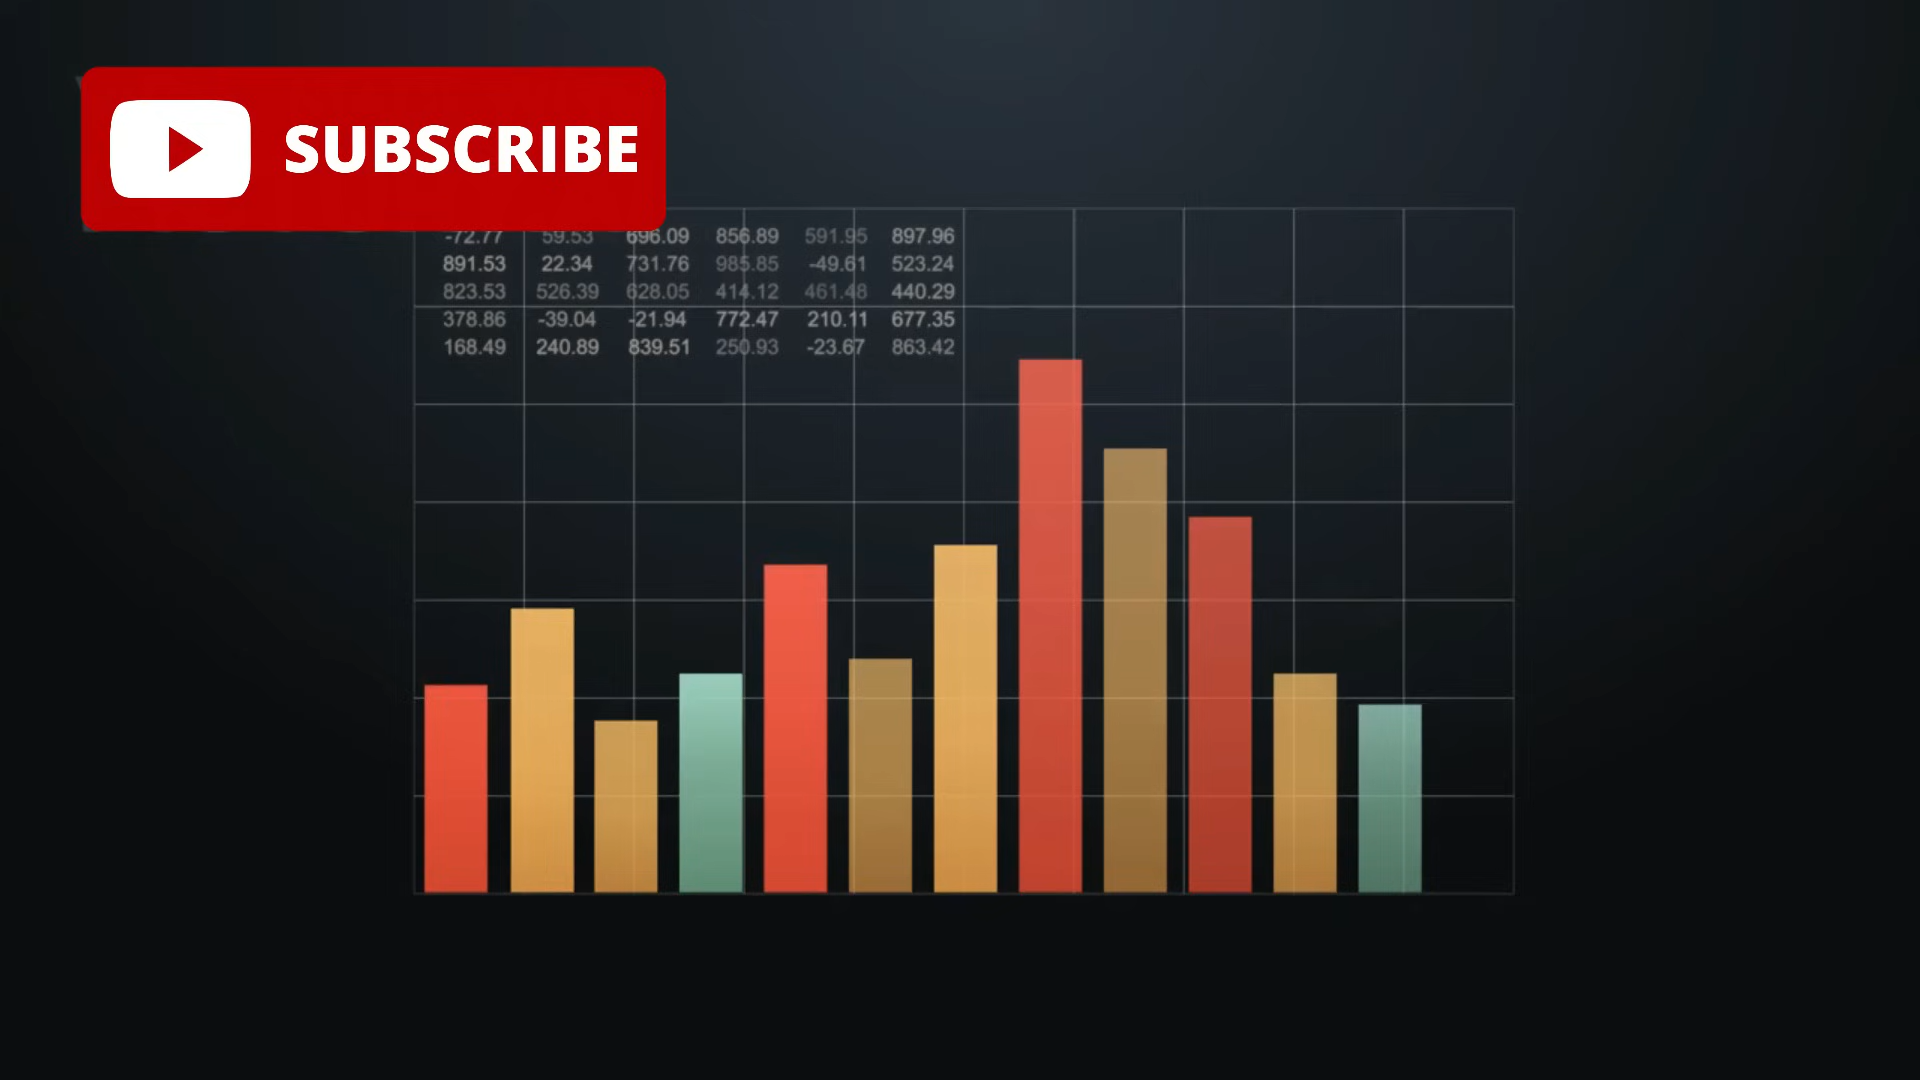 SUBSCRIBE
-72.77 59.53 696.09 856.89 591.95 897.96
891.53 22.34 731.76 985.85 -49.61 523.24
823.53 526.39 628.05 414.12 461.48 440.29
378.86 -39.04 -21.94 772.47 210.11 677.35
168.49 240.89 839.51 250.93 -23.67 863.42